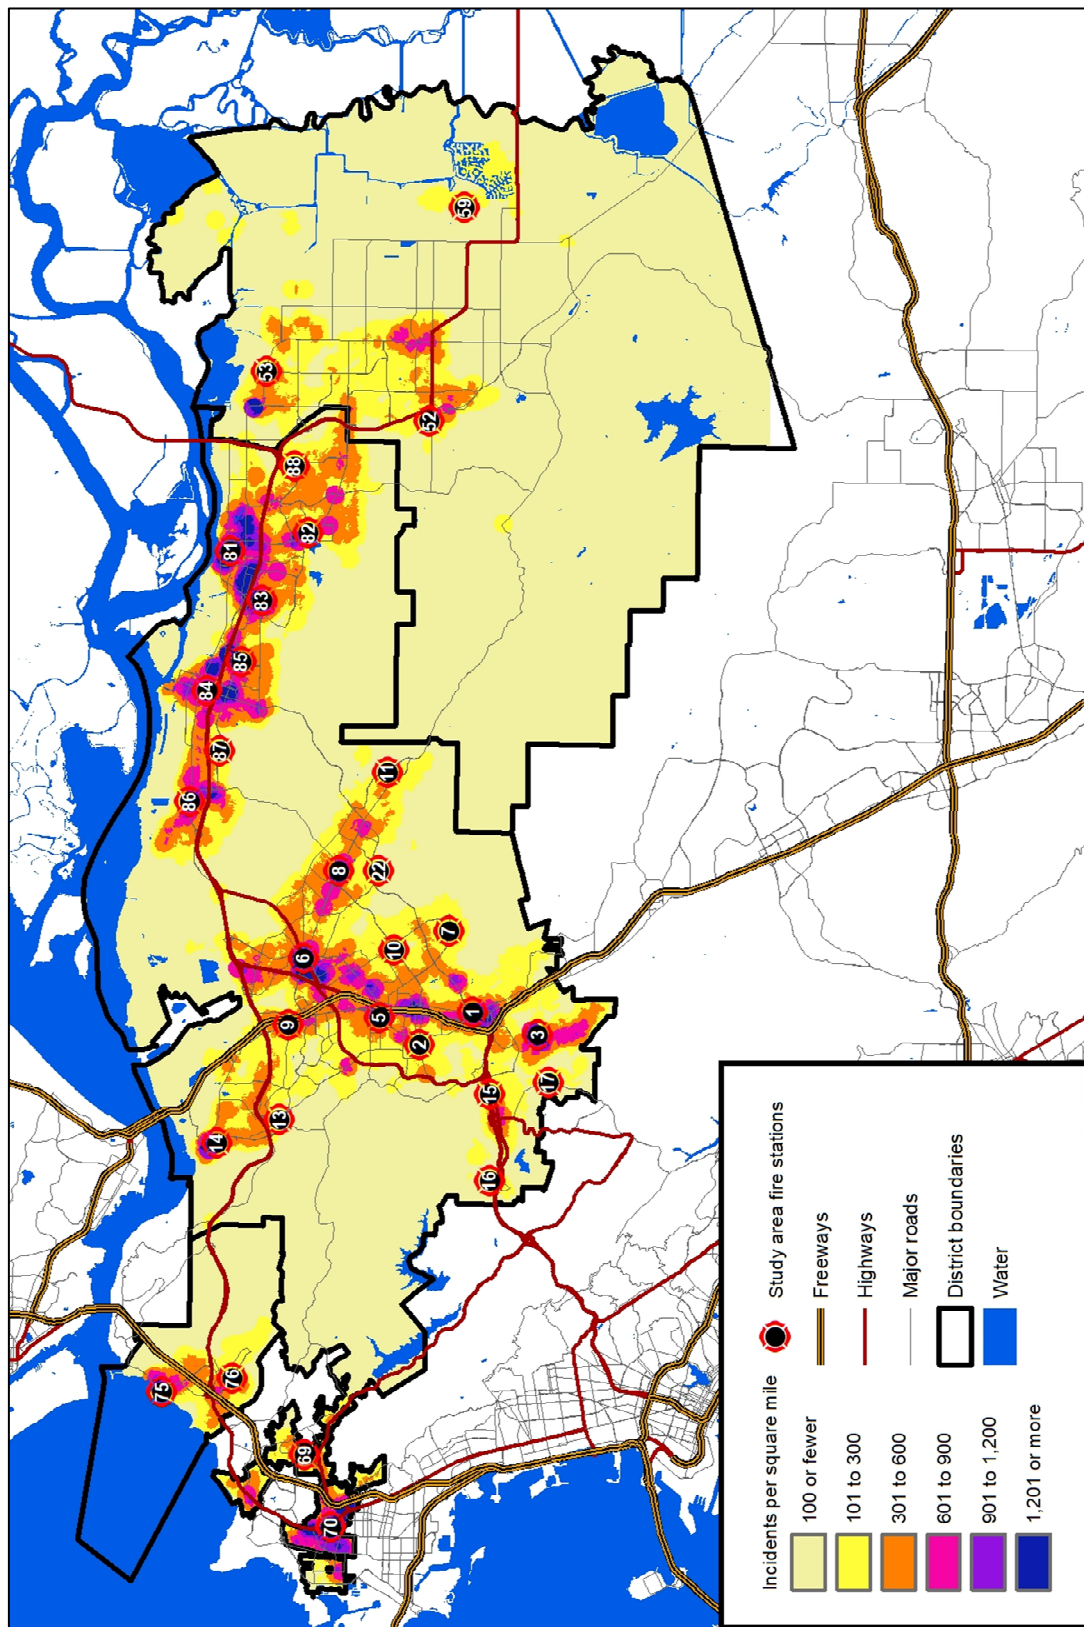 Incidents per square mile
100 or fewer
101 to 300
301 to 600
601 to 900
901 to 1,200
1,201 or more
Study area fire stations
Freeways
Highways
Major roads
District boundaries
Water
75
76
69
70
14
13
16
15
17
9
2
5
3
1
6
10
7
8
22
11
86
87
84
85
83
81
82
88
52
53
59